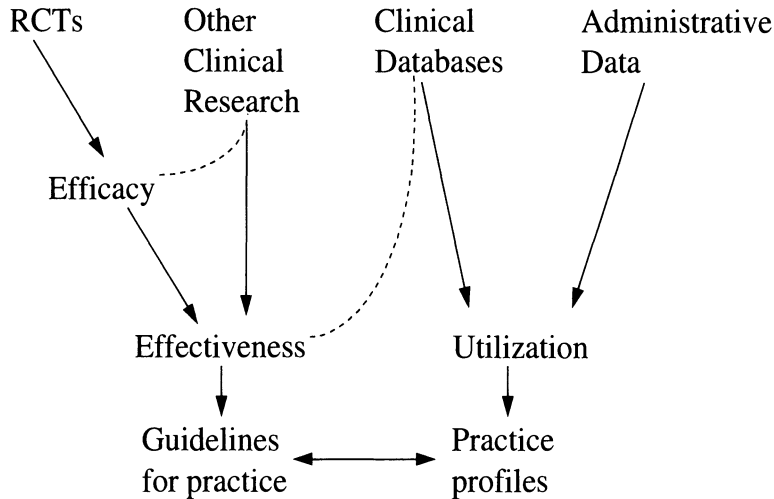 RCTs
Other
Clinical
Research
Clinical
Databases
Administrative
Data
Efficacy
Effectiveness
Utilization
Guidelines
for practice
Practice
profiles